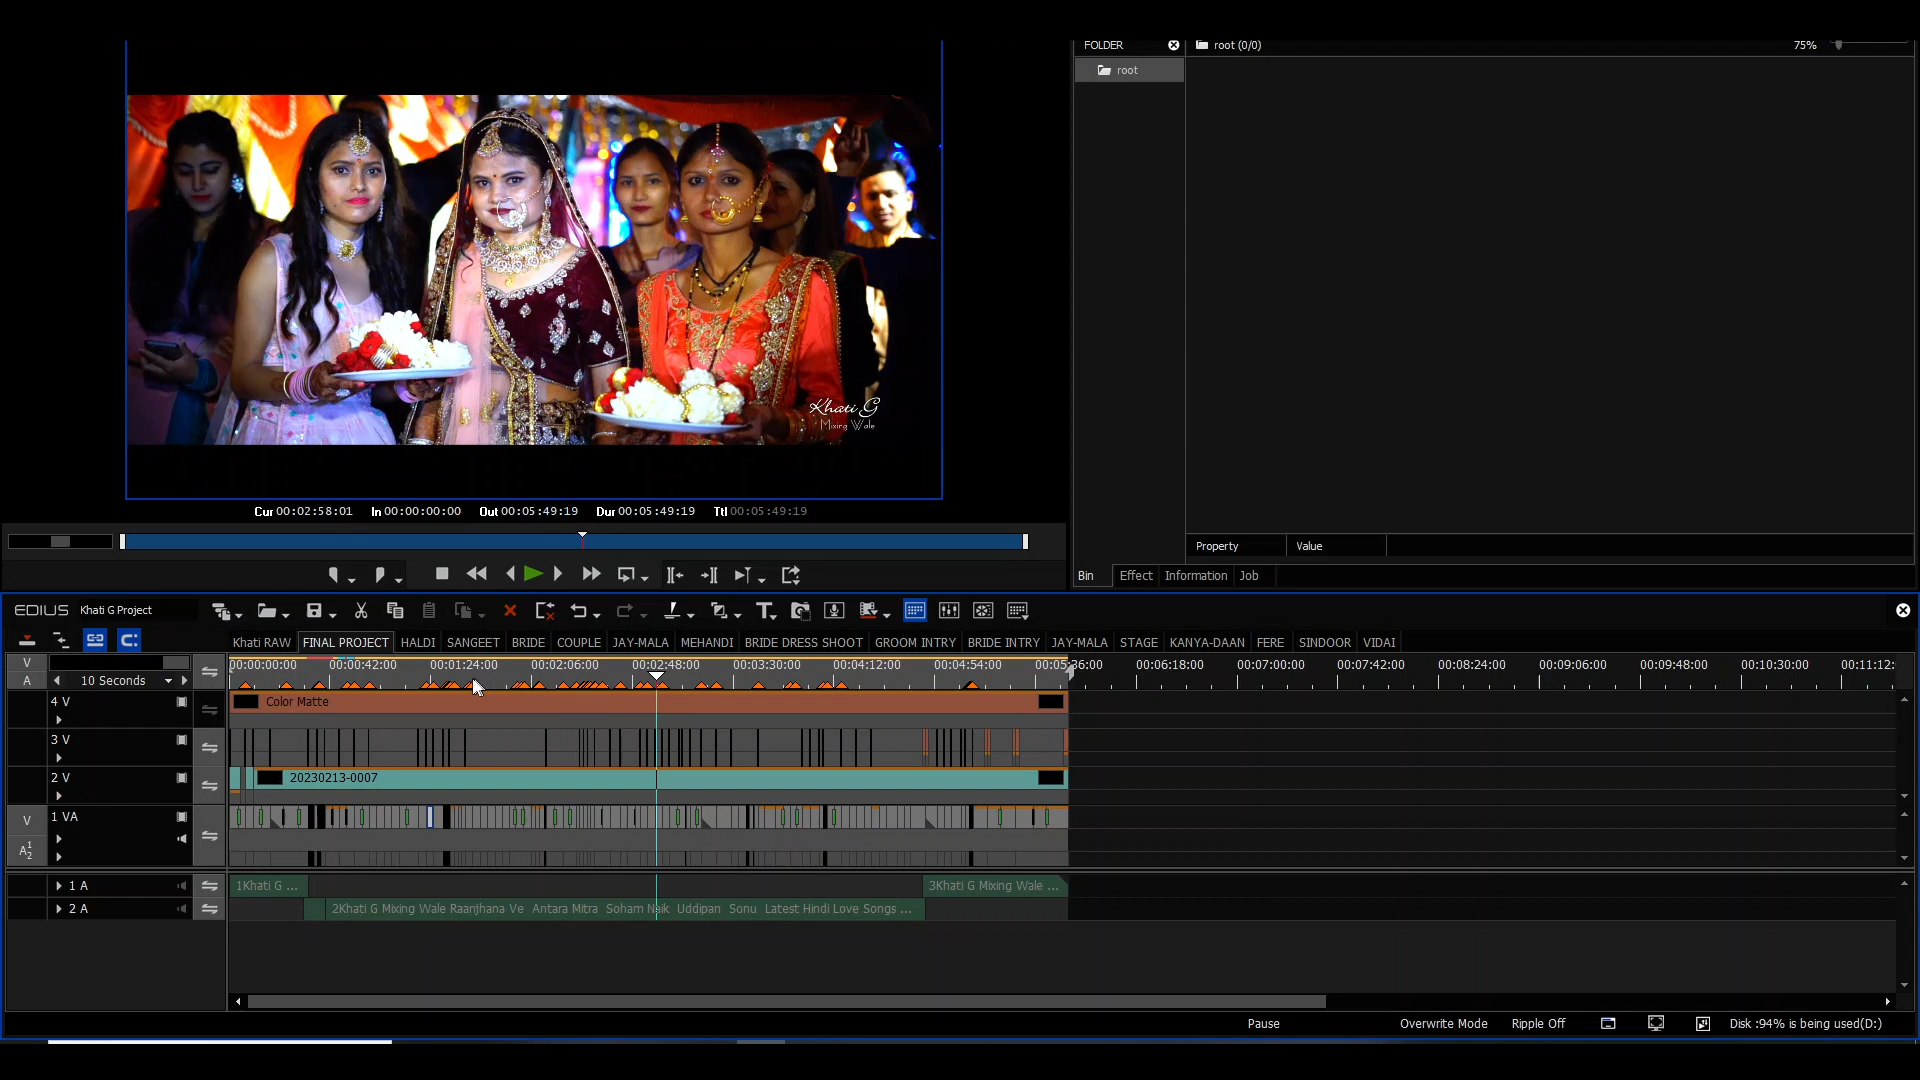 FOLDER
root (0/0)
75%
root
Khati G
Mixing Wale
Cur 00:02:58:01 In 00:00:00:00 Out 00:05:49:19 Dur 00:05:49:19 Ttl 00:05:49:19
Property Value
Bin Effect Information Job
EDIUS Khati G Project
Khati RAW FINAL PROJECT HALDI SANGEET BRIDE COUPLE JAY-MALA MEHANDI BRIDE DRESS SHOOT GROOM INTRY BRIDE INTRY JAY-MALA STAGE KANYA-DAAN FERE SINDOOR VIDAI
V
00:00:00:00 00:00:42:00 00:01:24:00 00:02:06:00 00:02:48:00 00:03:30:00 00:04:12:00 00:04:54:00 00:05:36:00 00:06:18:00 00:07:00:00 00:07:42:00 00:08:24:00 00:09:06:00 00:09:48:00 00:10:30:00 00:11:12:
A 10 Seconds
4 V Color Matte
3 V
2 V 20230213-0007
V 1 VA
A 1 2
1 A 1Khati G ... 3Khati G Mixing Wale ...
2 A 2Khati G Mixing Wale Raanjhana Ve Antara Mitra Soham Naik Uddipan Sonu Latest Hindi Love Songs ...
Pause Overwrite Mode Ripple Off Disk :94% is being used(D:)